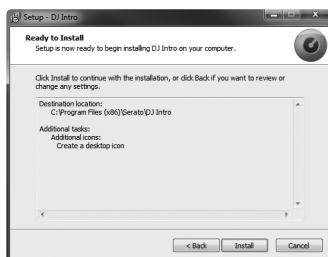 Setup - DJ Intro
Ready to Install
Setup is now ready to begin installing DJ Intro on your computer.
Click Install to continue with the installation, or click Back if you want to review or
change any settings.
Destination location:
C:\Program Files (x86)\Serato\DJ Intro
Additional tasks:
Additional icons:
Create a desktop icon
< Back
Install
Cancel